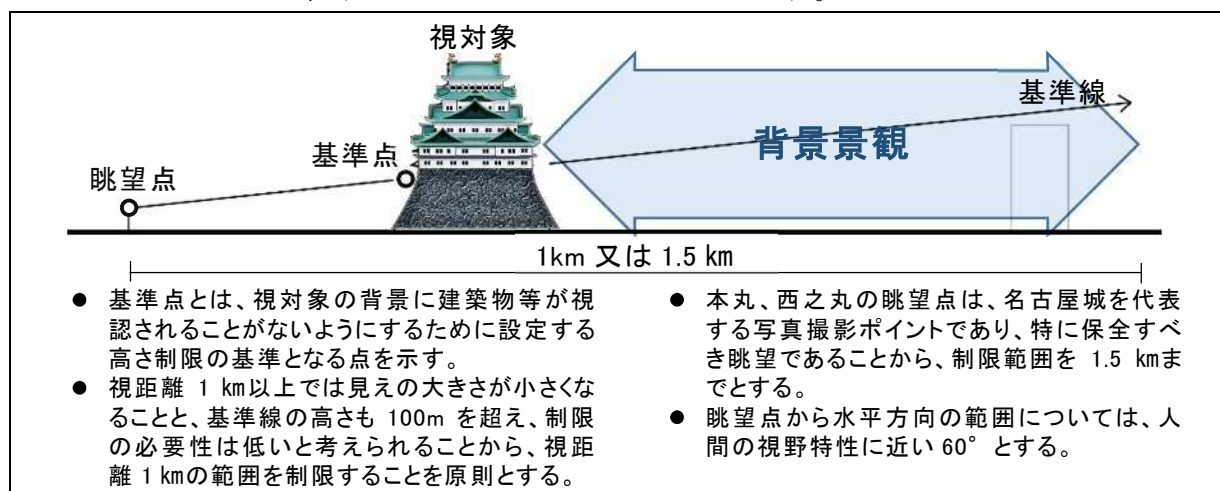 視対象
基準線
背景景観
基準点
眺望点
1km 又は 1.5 ㎞
● 基準点とは、視対象の背景に建築物等が視
認されることがないようにするために設定する
高さ制限の基準となる点を示す。
● 視距離 1 ㎞以上では見えの大きさが小さくな
ることと、基準線の高さも 100m を超え、制限
の必要性は低いと考えられることから、視距
離 1 ㎞の範囲を制限することを原則とする。
● 本丸、西之丸の眺望点は、名古屋城を代表
する写真撮影ポイントであり、特に保全すべ
き眺望であることから、制限範囲を 1.5 ㎞ま
でとする。
● 眺望点から水平方向の範囲については、人
間の視野特性に近い 60° とする。